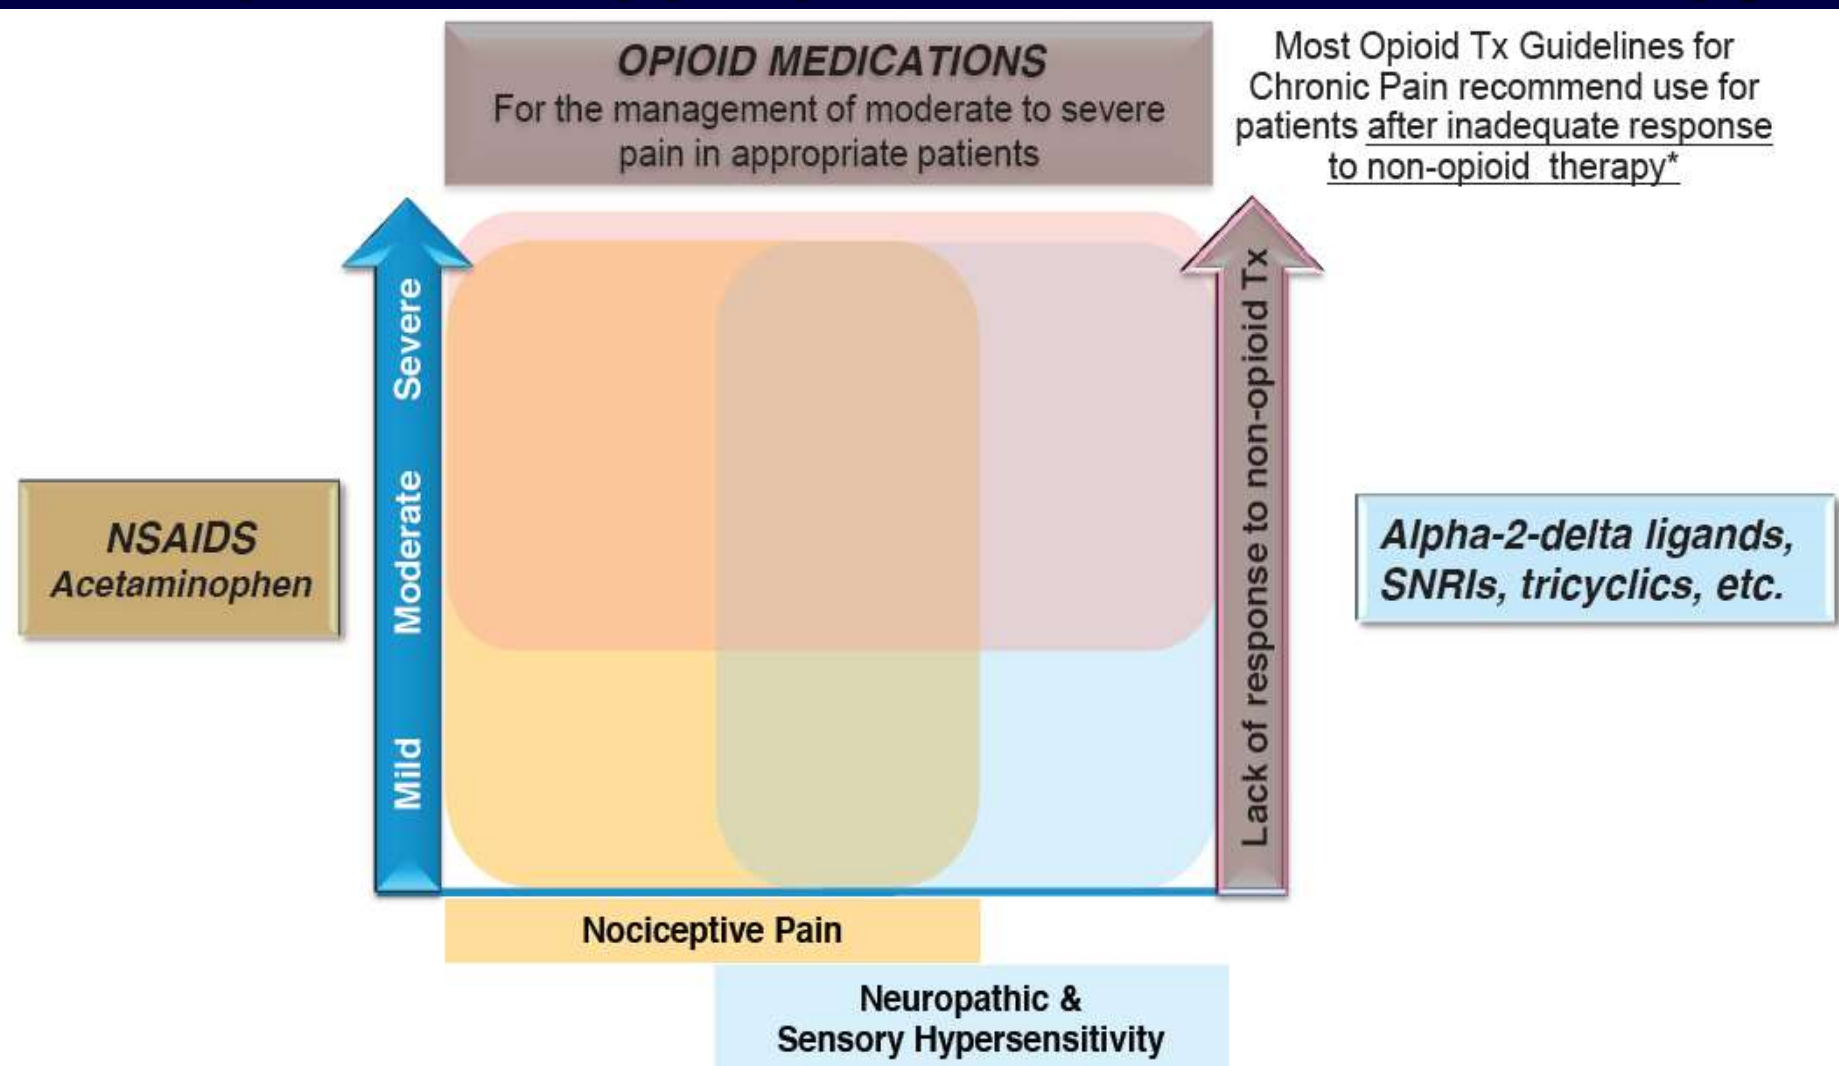 OPIOID MEDICATIONS
For the management of moderate to severe
pain in appropriate patients
Most Opioid Tx Guidelines for
Chronic Pain recommend use for
patients after inadequate response
to non-opioid therapy*
Severe
Moderate
Mild
Lack of response to non-opioid Tx
NSAIDS
Acetaminophen
Alpha-2-delta ligands,
SNRIs, tricyclics, etc.
Nociceptive Pain
Neuropathic &
Sensory Hypersensitivity